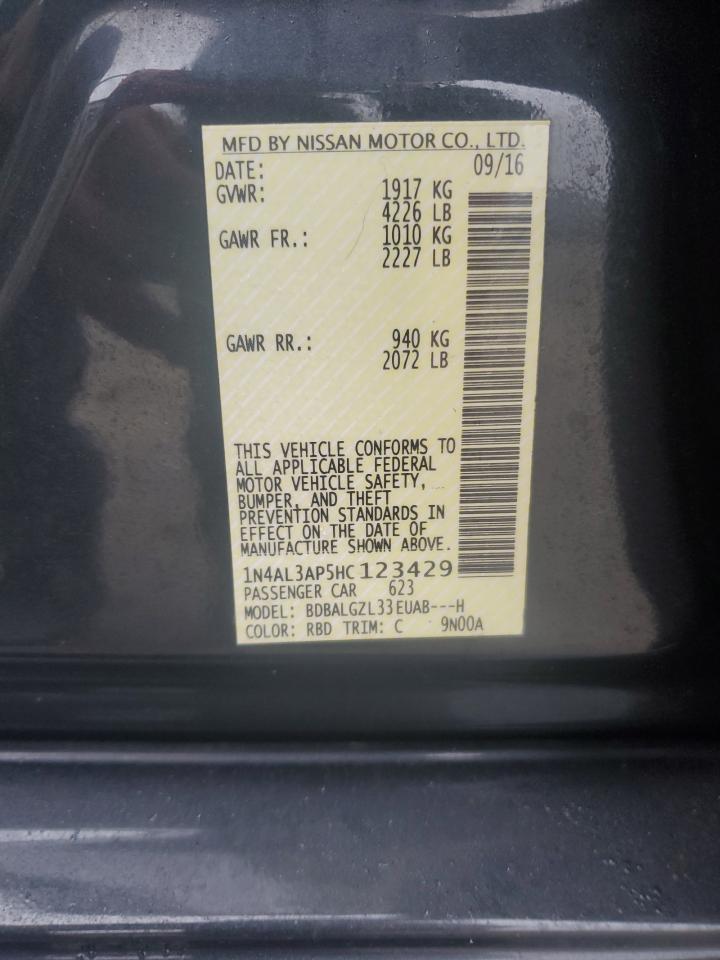 MFD BY NISSAN MOTOR CO., LTD.
DATE: 09/16
GVWR: 1917 KG
4226 LB
GAWR FR.: 1010 KG
2227 LB
GAWR RR.: 940 KG
2072 LB
THIS VEHICLE CONFORMS TO
ALL APPLICABLE FEDERAL
MOTOR VEHICLE SAFETY,
BUMPER, AND THEFT
PREVENTION STANDARDS IN
EFFECT ON THE DATE OF
MANUFACTURE SHOWN ABOVE.
1N4AL3AP5HC123429
PASSENGER CAR 623
MODEL: BDBALGZL33EUAB---H
COLOR: RBD TRIM: C 9N00A